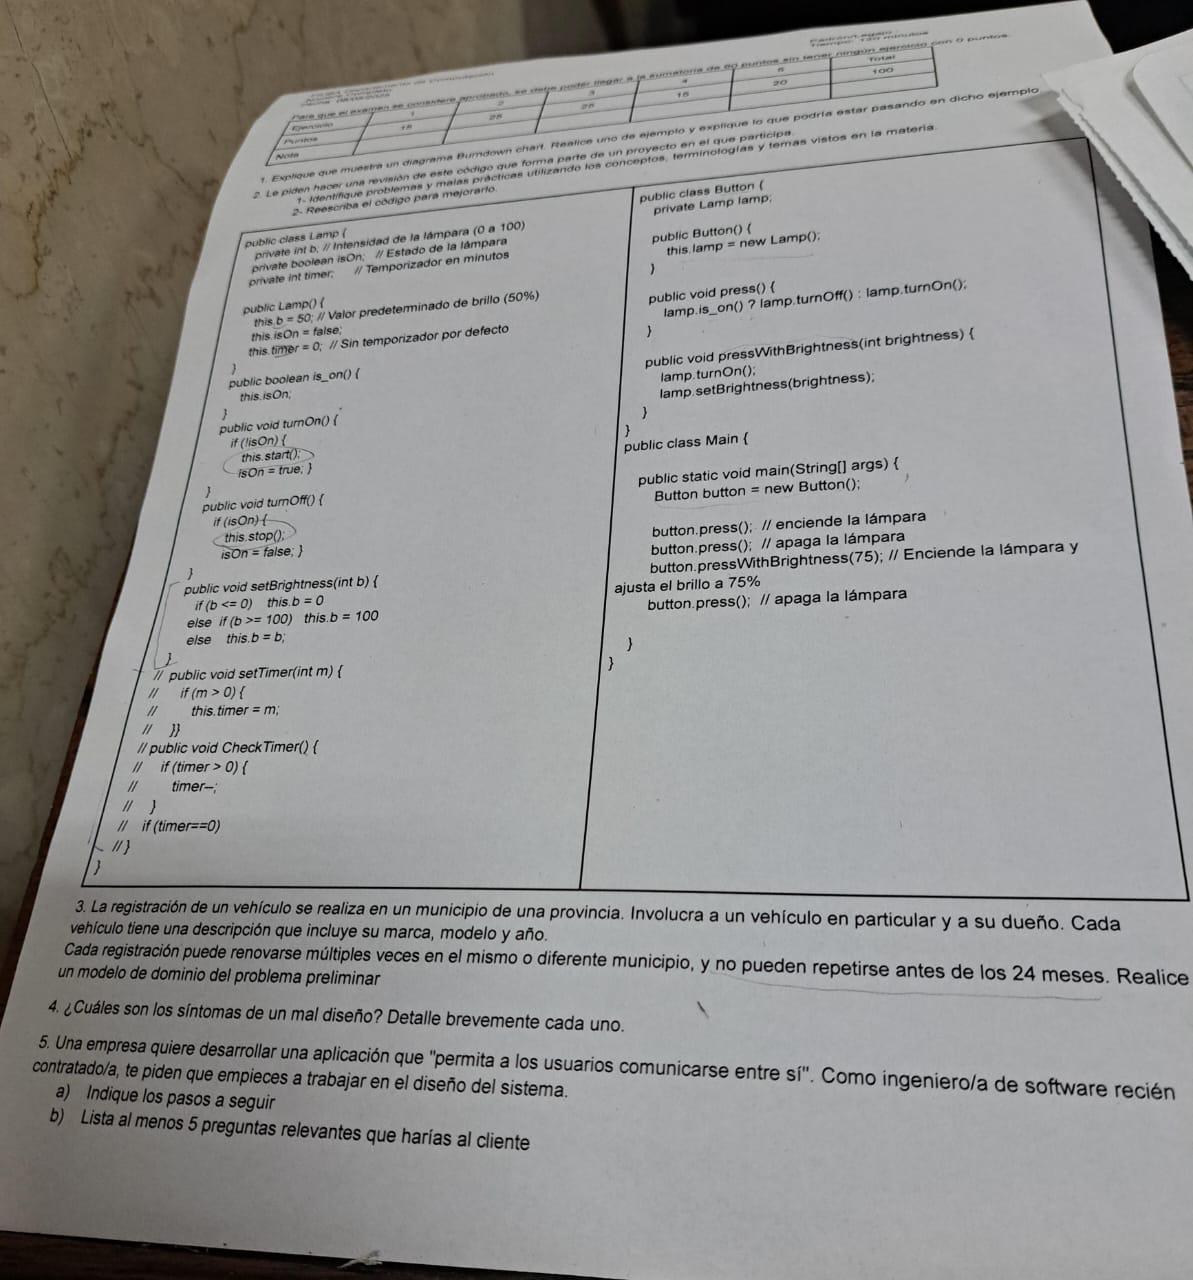 Para que el examen se considere aprobado, se debe poder llegar a la sumatoria de 60 puntos sin tener ningún ejercicio con 0 puntos.
Ejercicio 1 2 3 4 5 Total
Puntos 15 25 25 15 20 100
Nota
1. Explique que muestra un diagrama Burndown chart. Realice uno de ejemplo y explique lo que podría estar pasando en dicho ejemplo
2. Le piden hacer una revisión de este código que forma parte de un proyecto en el que participa.
1- Identifique problemas y malas prácticas utilizando los conceptos, terminologías y temas vistos en la materia.
2- Reescriba el código para mejorarlo.
public class Lamp {
private int b; // Intensidad de la lámpara (0 a 100)
private boolean isOn; // Estado de la lámpara
private int timer; // Temporizador en minutos
public Lamp() {
this.b = 50; // Valor predeterminado de brillo (50%)
this.isOn = false;
this.timer = 0; // Sin temporizador por defecto
}
public boolean is_on() {
this.isOn;
}
public void turnOn() {
if (!isOn) {
this.start();
isOn = true; }
}
public void turnOff() {
if (isOn) {
this.stop();
isOn = false; }
}
public void setBrightness(int b) {
if (b <= 0) this.b = 0
else if (b >= 100) this.b = 100
else this.b = b;
}
// public void setTimer(int m) {
// if (m > 0) {
// this.timer = m;
// }}
// public void CheckTimer() {
// if (timer > 0) {
// timer--;
// }
// if (timer==0)
// }
}
public class Button {
private Lamp lamp;
public Button() {
this.lamp = new Lamp();
}
public void press() {
lamp.is_on() ? lamp.turnOff() : lamp.turnOn();
}
public void pressWithBrightness(int brightness) {
lamp.turnOn();
lamp.setBrightness(brightness);
}
}
public class Main {
public static void main(String[] args) {
Button button = new Button();
button.press(); // enciende la lámpara
button.press(); // apaga la lámpara
button.pressWithBrightness(75); // Enciende la lámpara y
ajusta el brillo a 75%
button.press(); // apaga la lámpara
}
}
3. La registración de un vehículo se realiza en un municipio de una provincia. Involucra a un vehículo en particular y a su dueño. Cada
vehículo tiene una descripción que incluye su marca, modelo y año.
Cada registración puede renovarse múltiples veces en el mismo o diferente municipio, y no pueden repetirse antes de los 24 meses. Realice
un modelo de dominio del problema preliminar
4. ¿Cuáles son los síntomas de un mal diseño? Detalle brevemente cada uno.
5. Una empresa quiere desarrollar una aplicación que "permita a los usuarios comunicarse entre sí". Como ingeniero/a de software recién
contratado/a, te piden que empieces a trabajar en el diseño del sistema.
a) Indique los pasos a seguir
b) Lista al menos 5 preguntas relevantes que harías al cliente